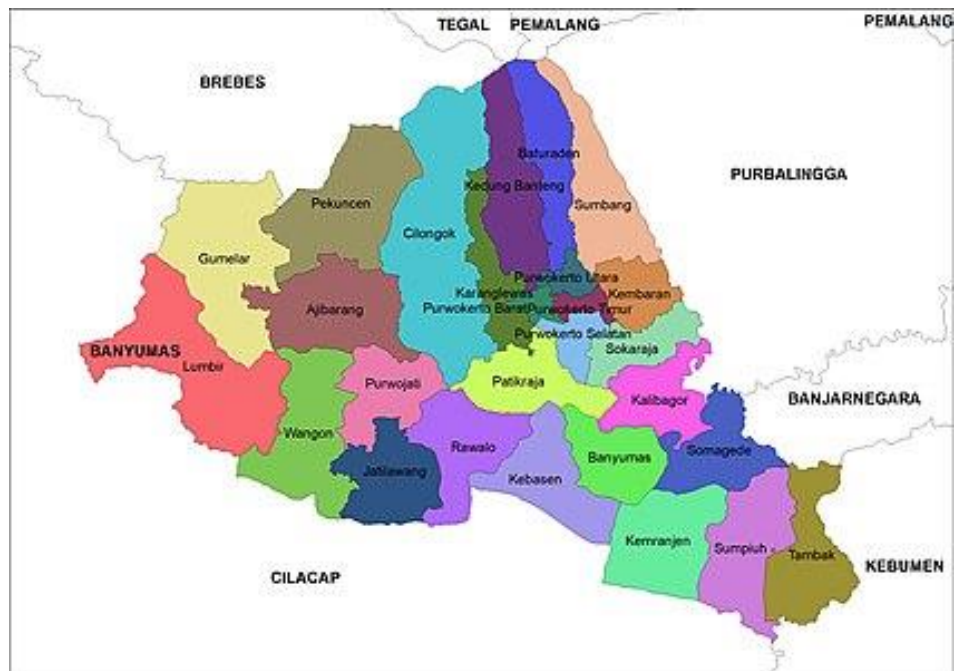 TEGAL
PEMALANG
PEMALANG
BREBES
Baturaden
PURBALINGGA
Kedung Banteng
Pekuncen
Sumbang
Cilongok
Gumelar
Purwokerto Utara
Karanglewas
Kembaran
Ajibarang
Purwokerto Barat
Purwokerto Timur
Purwokerto Selatan
Sokaraja
BANYUMAS
Lumbir
Purwojati
Patikraja
BANJARNEGARA
Kalibagor
Wangon
Rawalo
Banyumas
Somagede
Jatilawang
Kebasen
Kemranjen
Sumpiuh
Tambak
KEBUMEN
CILACAP